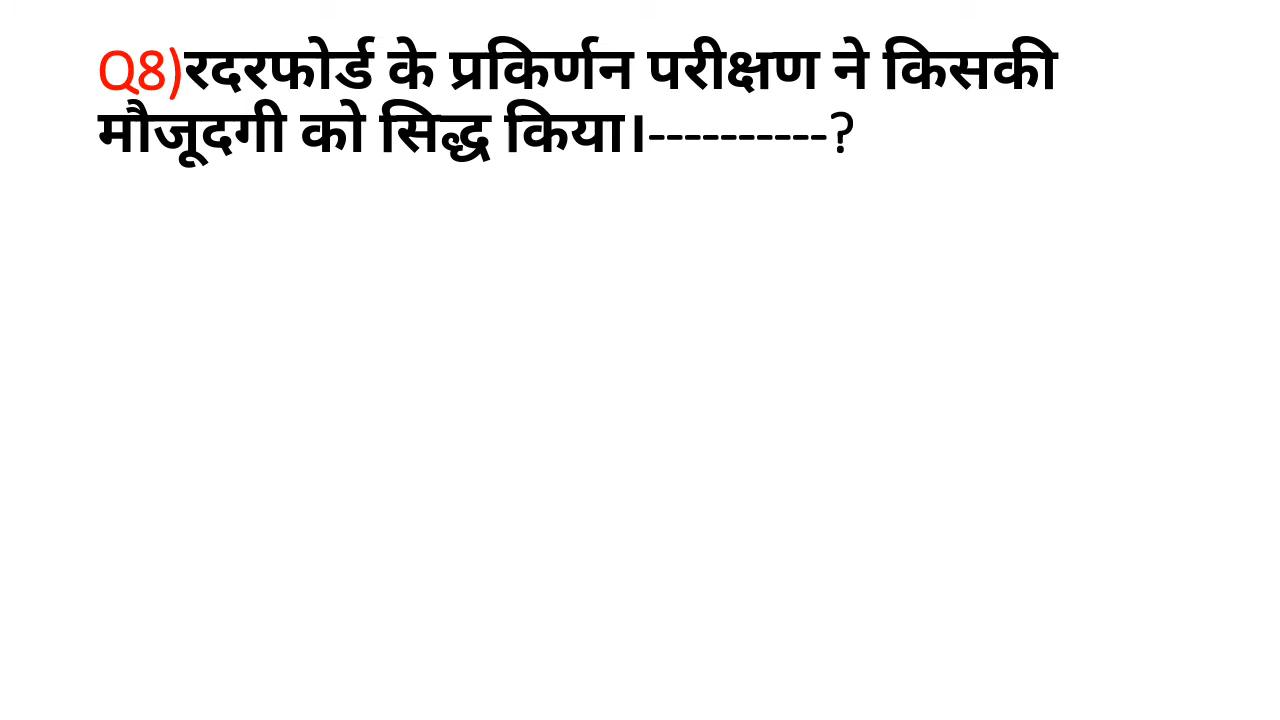 Q8)रदरफोर्ड के प्रकिर्णन परीक्षण ने किसकी
मौजूदगी को सिद्ध किया।----------?